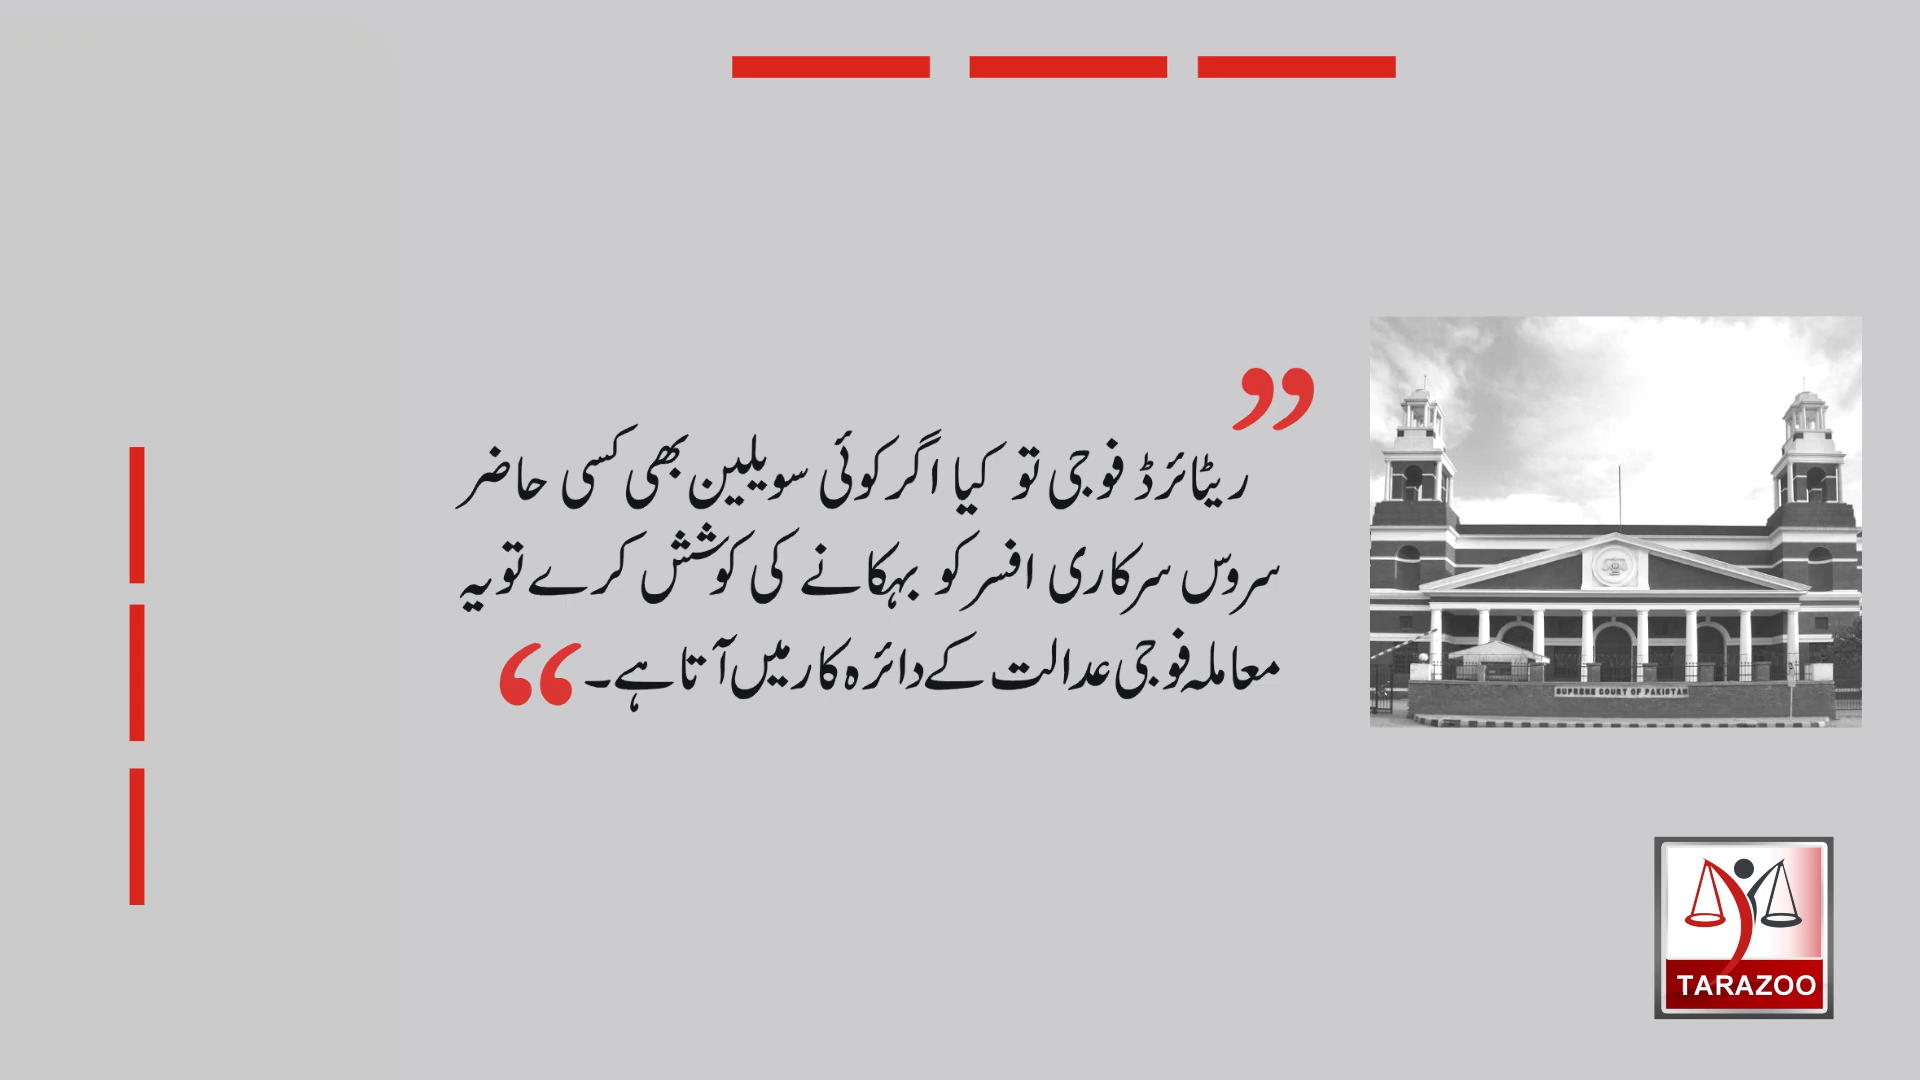 ”
ریٹائرڈ فوجی تو کیا اگر کوئی سویلین بھی کسی حاضر
سروس سرکاری افسر کو بہکانے کی کوشش کرے تو یہ
معاملہ فوجی عدالت کے دائرہ کار میں آتا ہے۔“
SUPREME COURT OF PAKISTAN
TARAZOO